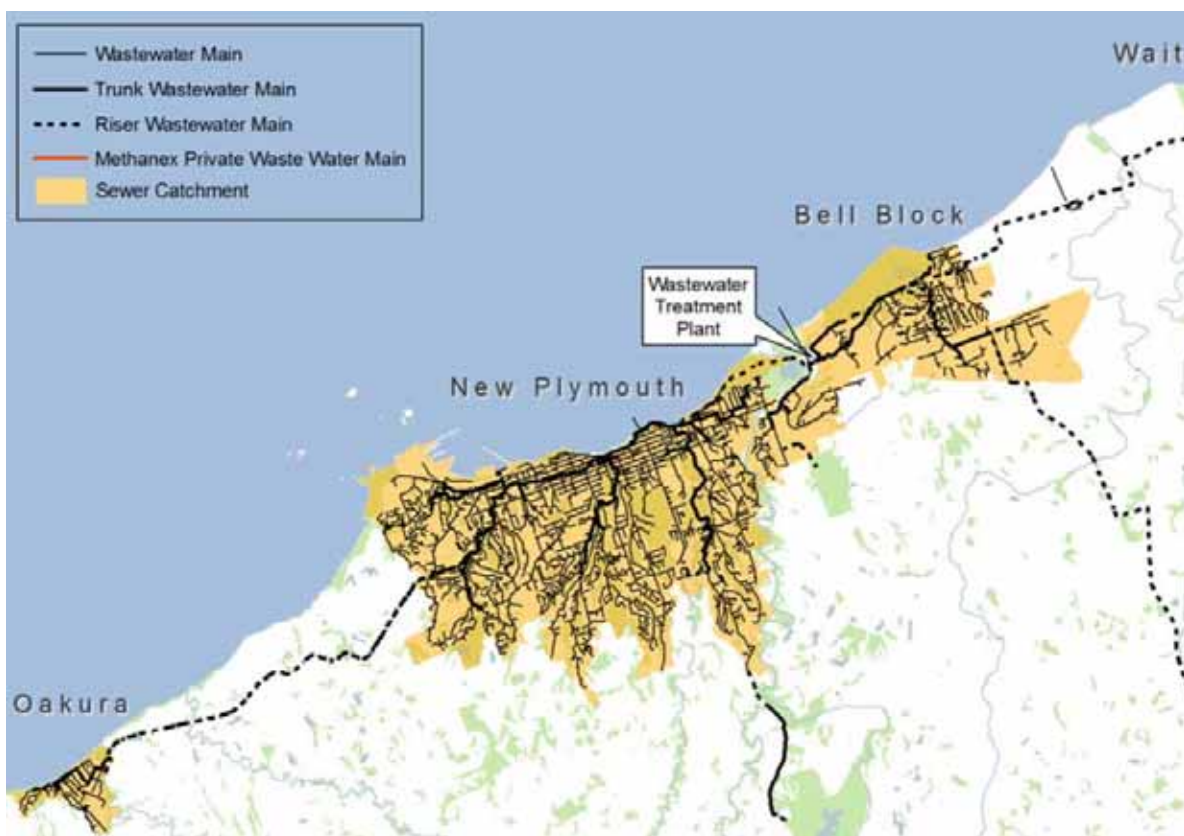 Wastewater Main
Trunk Wastewater Main
Riser Wastewater Main
Methanex Private Waste Water Main
Sewer Catchment
Wait
Bell Block
Wastewater
Treatment
Plant
New Plymouth
Oakura